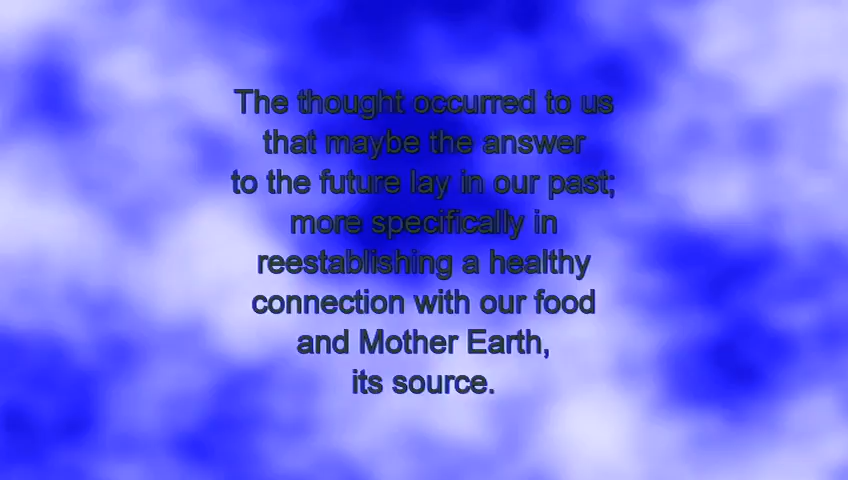 The thought occurred to us
that maybe the answer
to the future lay in our past;
more specifically in
reestablishing a healthy
connection with our food
and Mother Earth,
its source.